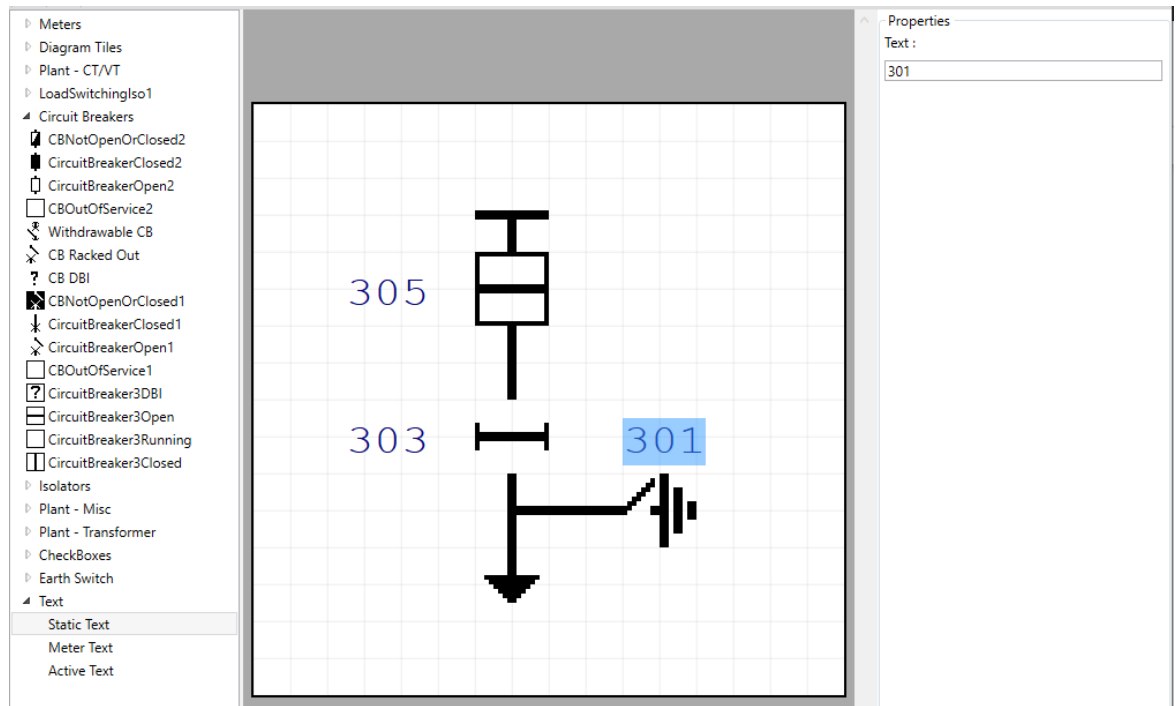 Meters
Diagram Tiles
Plant - CT/VT
LoadSwitchingIso1
Circuit Breakers
CBNotOpenOrClosed2
CircuitBreakerClosed2
CircuitBreakerOpen2
CBOutOfService2
Withdrawable CB
CB Racked Out
? CB DBI
CBNotOpenOrClosed1
CircuitBreakerClosed1
CircuitBreakerOpen1
CBOutOfService1
? CircuitBreaker3DBI
CircuitBreaker3Open
CircuitBreaker3Running
CircuitBreaker3Closed
Isolators
Plant - Misc
Plant - Transformer
CheckBoxes
Earth Switch
Text
Static Text
Meter Text
Active Text
305
303
301
Properties
Text :
301